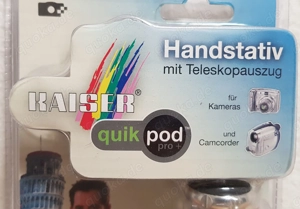 Handstativ
mit Teleskopauszug
KAISER®
für
Kameras
quik pod
pro+
und
Camcorder